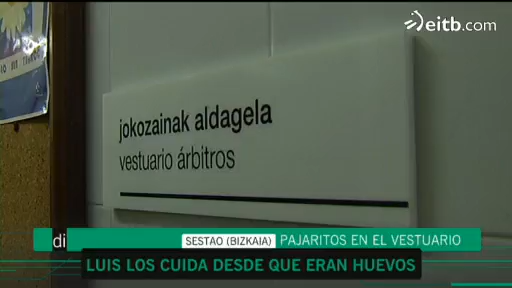 eitb.com
jokozainak aldagela
vestuario árbitros
di
SESTAO (BIZKAIA) PAJARITOS EN EL VESTUARIO
LUIS LOS CUIDA DESDE QUE ERAN HUEVOS